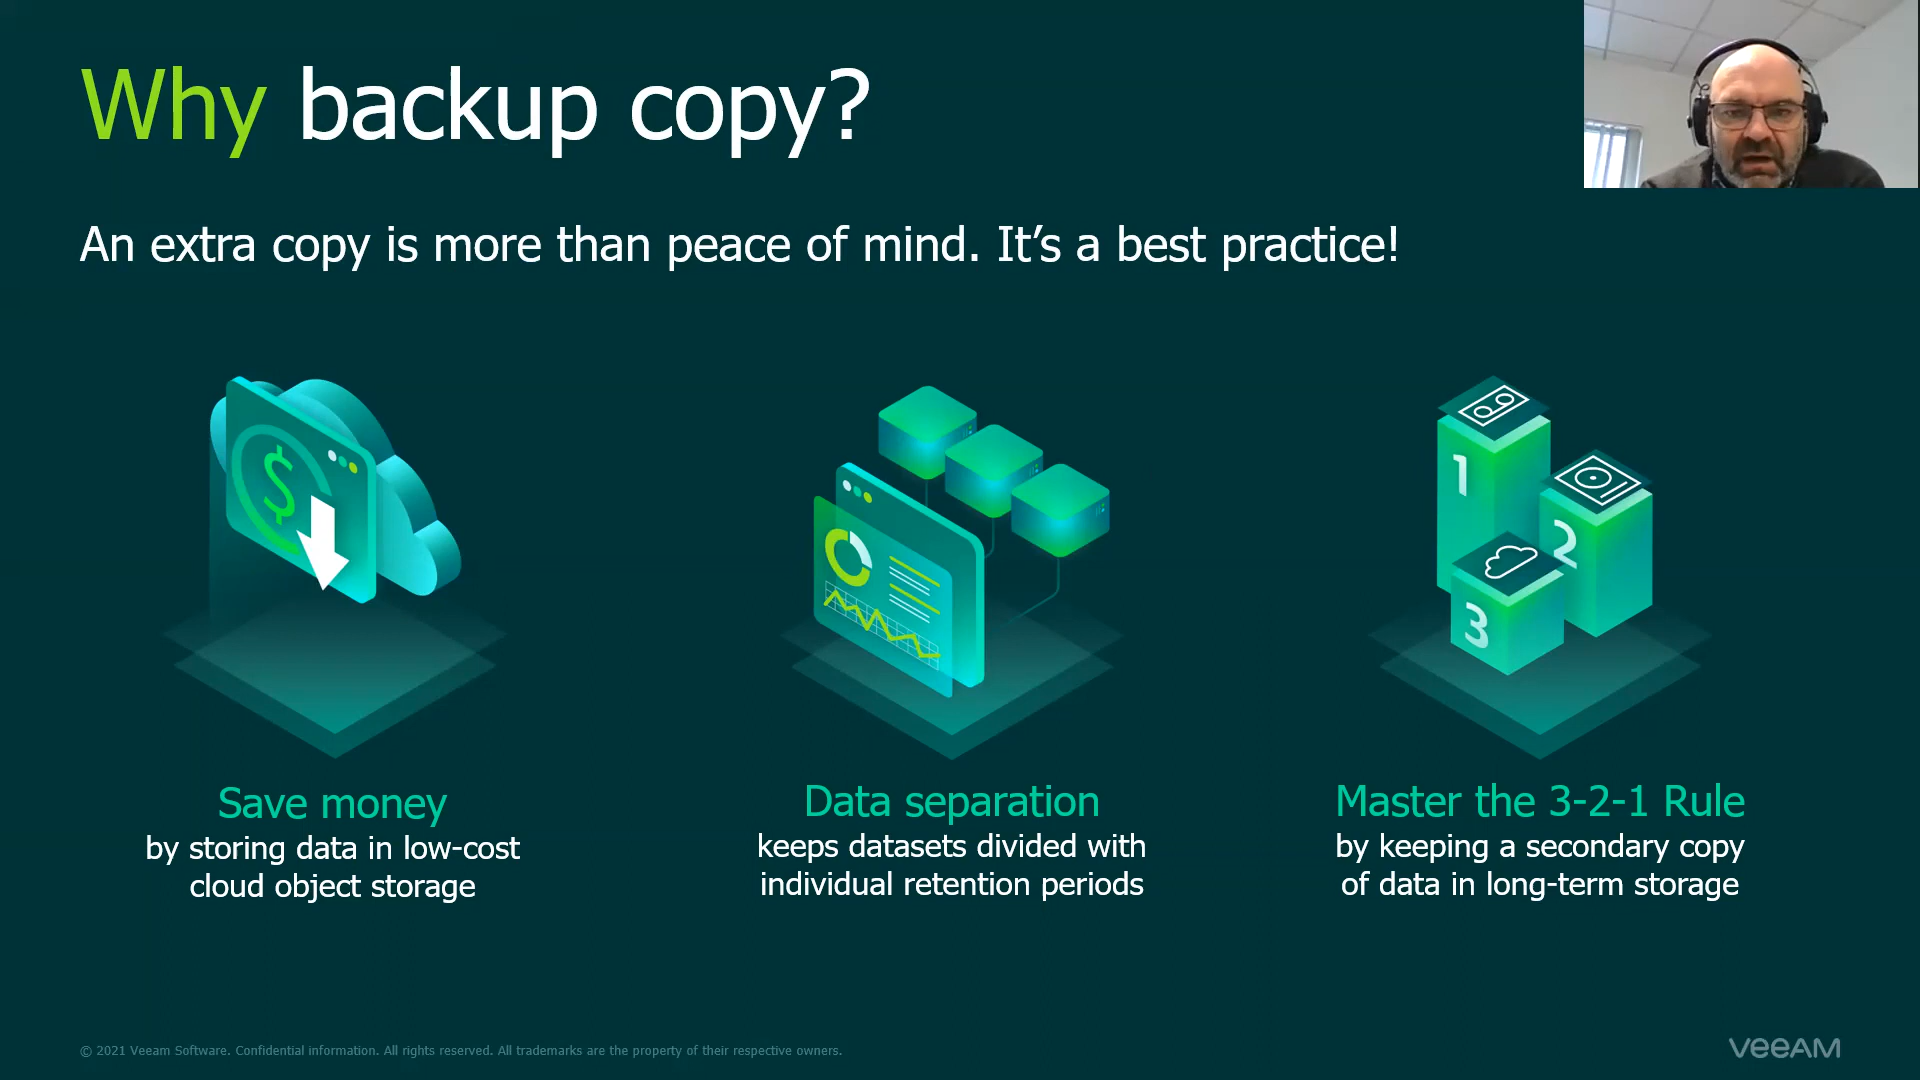 Why backup copy?
An extra copy is more than peace of mind. It's a best practice!
$
1
2
3
Save money
by storing data in low-cost
cloud object storage
Data separation
keeps datasets divided with
individual retention periods
Master the 3-2-1 Rule
by keeping a secondary copy
of data in long-term storage
© 2021 Veeam Software. Confidential information. All rights reserved. All trademarks are the property of their respective owners.
veeAM